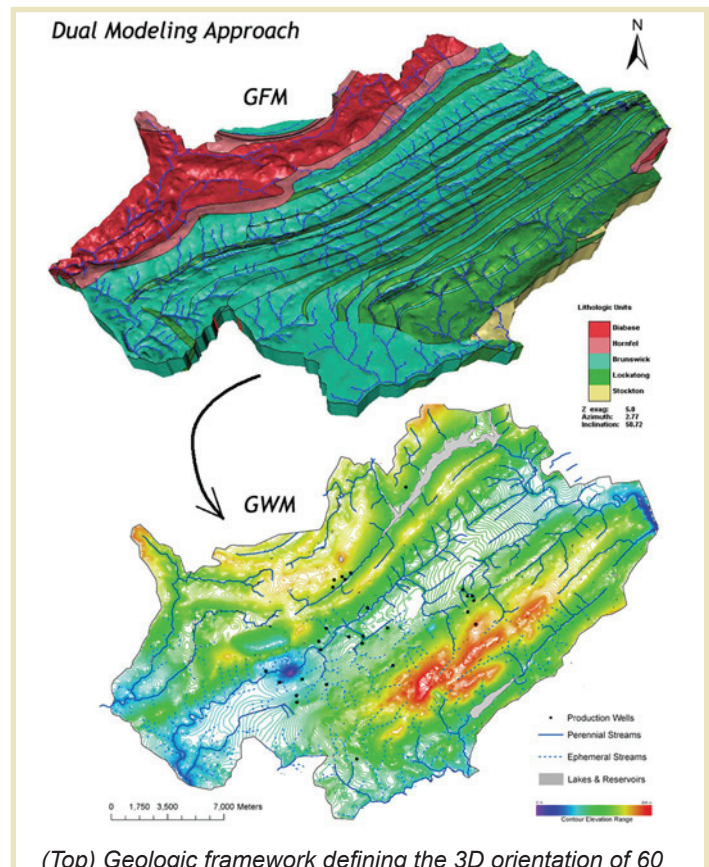 Dual Modeling Approach
N
GFM
Lithologic Units
Diabase
Hornfel
Brunswick
Lockatong
Stockton
Z exag: 5.0
Azimuth: 2.77
Inclination: 50.72
GWM
Production Wells
Perennial Streams
Ephemeral Streams
Lakes & Reservoirs
0 1,750 3,500 7,000 Meters
Contour Elevation Range
(Top) Geologic framework defining the 3D orientation of 60